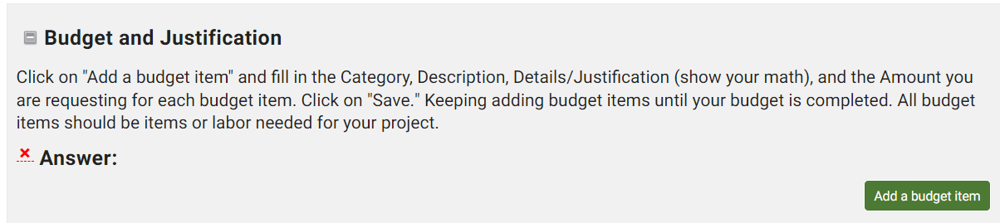 Budget and Justification
Click on "Add a budget item" and fill in the Category, Description, Details/Justification (show your math), and the Amount you
are requesting for each budget item. Click on "Save." Keeping adding budget items until your budget is completed. All budget
items should be items or labor needed for your project.
Answer:
Add a budget item